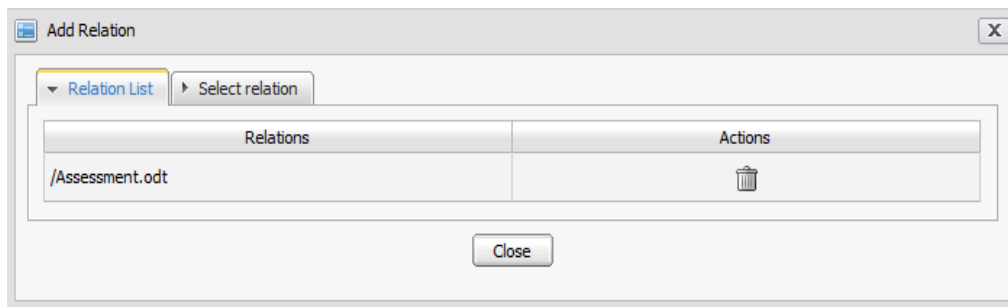 Add Relation
X
Relation List
Select relation
Relations Actions
/Assessment.odt
Close